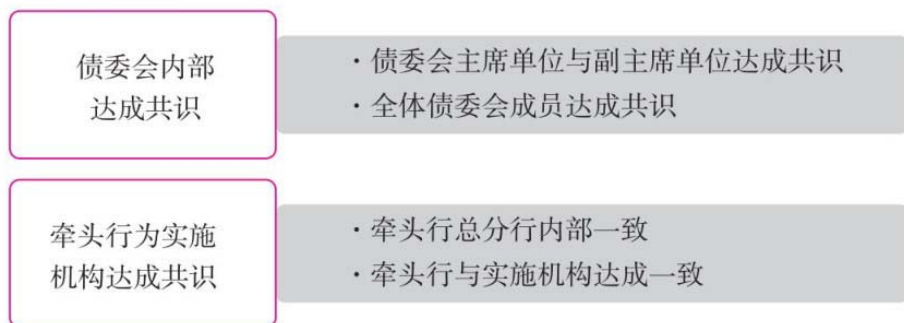 债委会内部
达成共识
·债委会主席单位与副主席单位达成共识
·全体债委会成员达成共识
牵头行为实施
机构达成共识
·牵头行总分行内部一致
·牵头行与实施机构达成一致